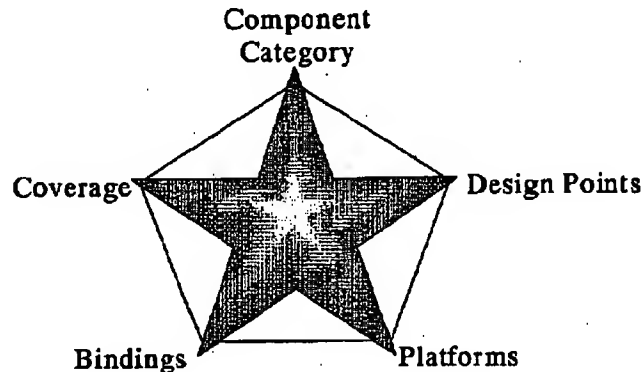 Component
Category
Coverage
Design Points
Bindings
Platforms